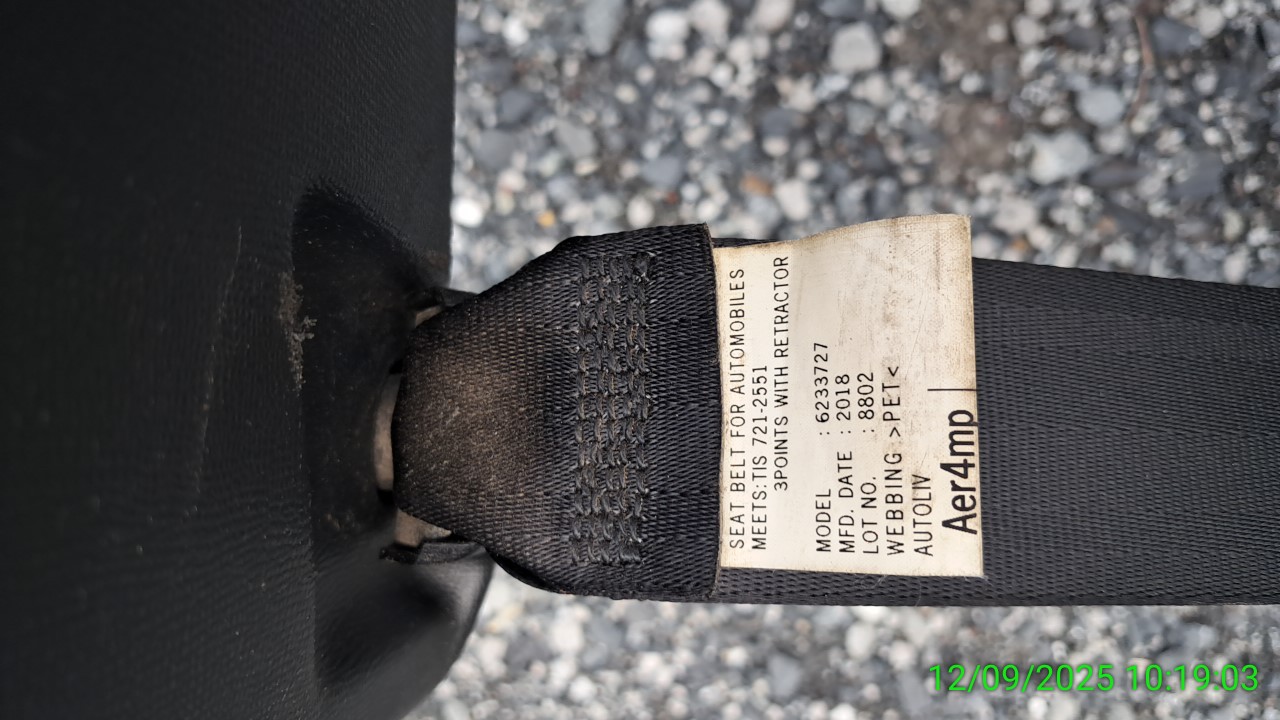 SEAT BELT FOR AUTOMOBILES
MEETS:TIS 721-2551
3POINTS WITH RETRACTOR
MODEL : 6233727
MFD. DATE : 2018
LOT NO. : 8802
WEBBING >PET<
AUTOLIV
Aer4mp
12/09/2025 10:19:03